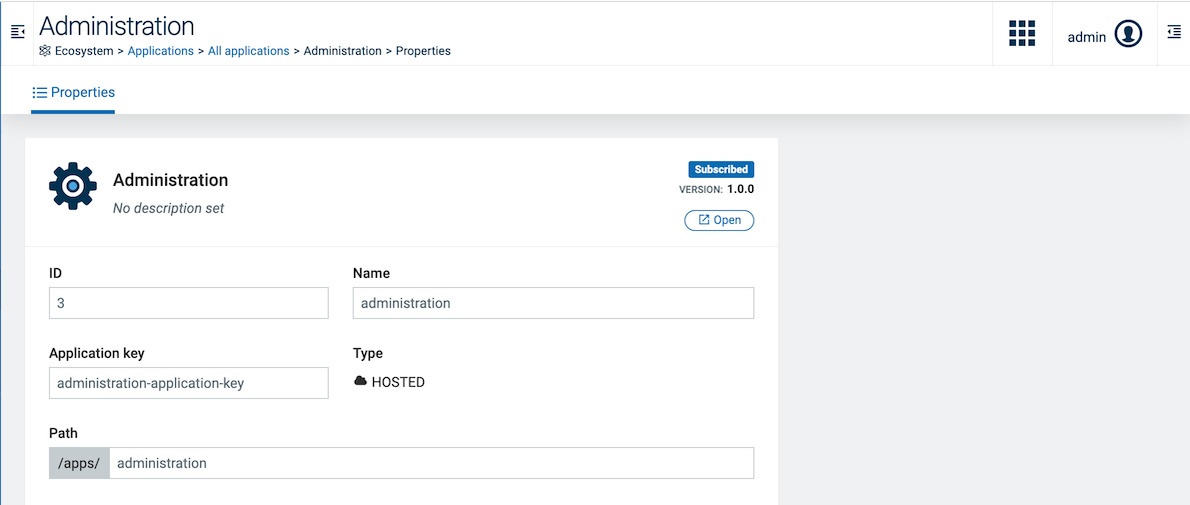 Administration
Ecosystem > Applications > All applications > Administration > Properties
admin
Properties
Administration
No description set
Subscribed
VERSION: 1.0.0
Open
ID
Name
3
administration
Application key
Type
administration-application-key
HOSTED
Path
/apps/ administration